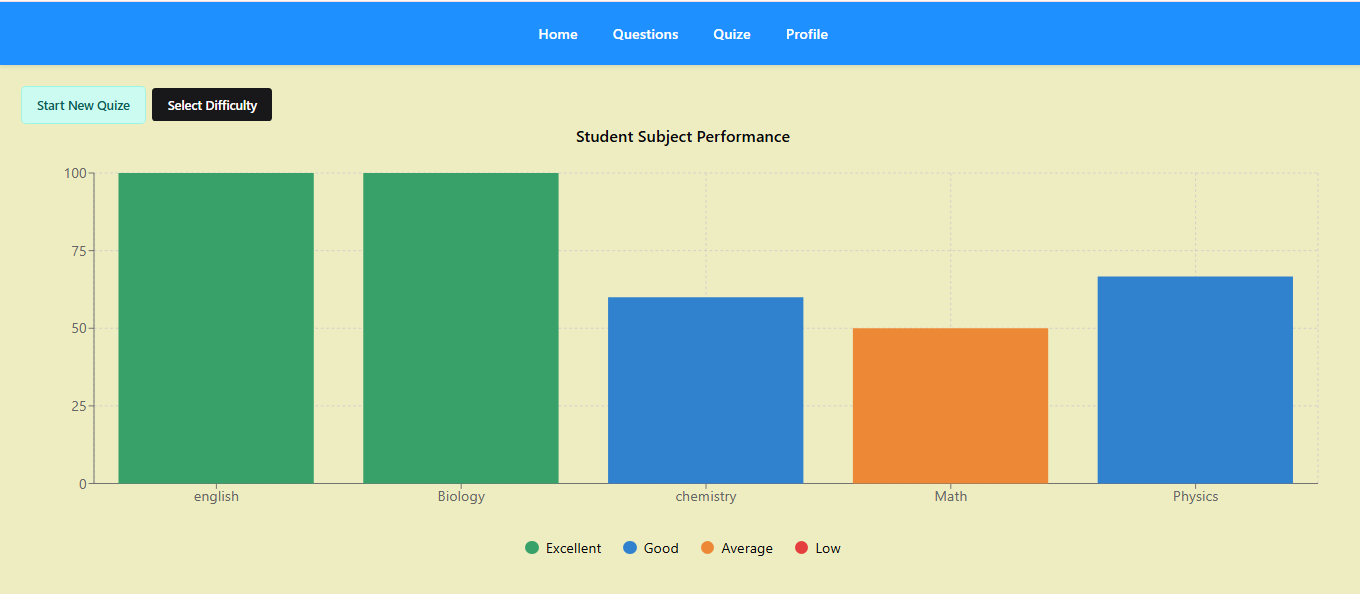 Home Questions Quize Profile
Start New Quize Select Difficulty
Student Subject Performance
100
75
50
25
0
english Biology chemistry Math Physics
Excellent Good Average Low